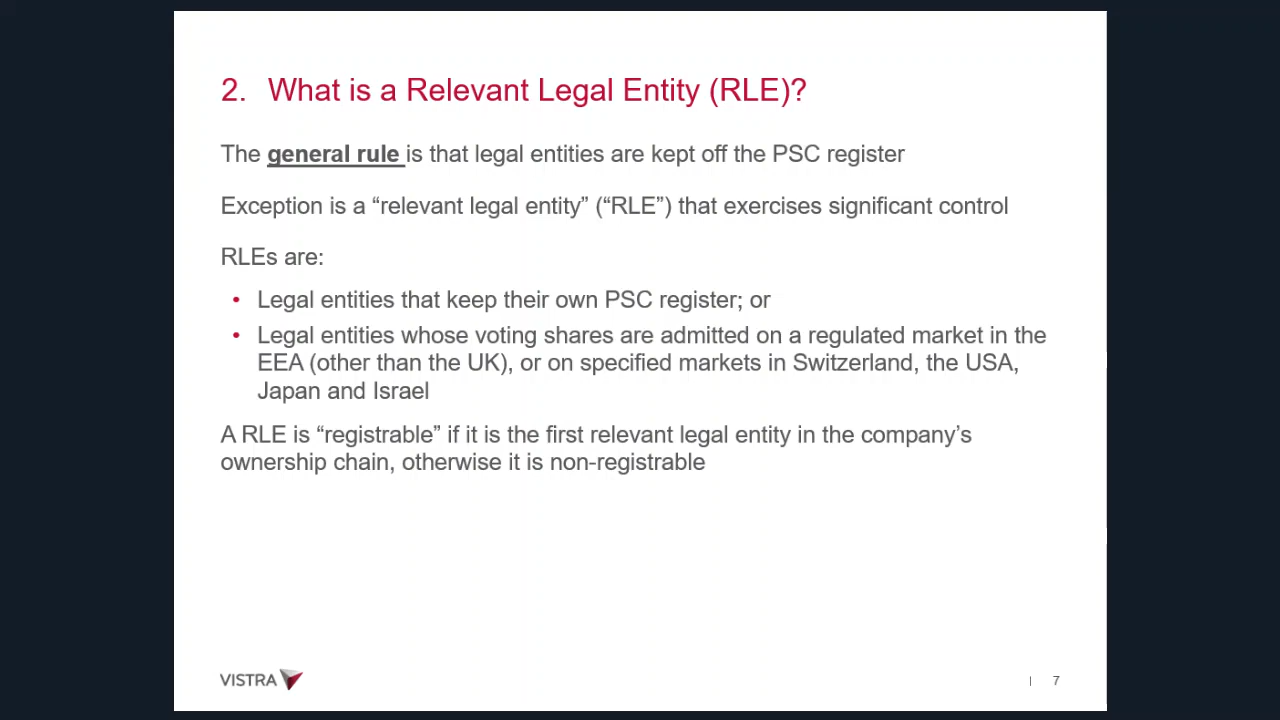 2. What is a Relevant Legal Entity (RLE)?
The general rule is that legal entities are kept off the PSC register
Exception is a “relevant legal entity” (“RLE”) that exercises significant control
RLEs are:
• Legal entities that keep their own PSC register; or
• Legal entities whose voting shares are admitted on a regulated market in the
EEA (other than the UK), or on specified markets in Switzerland, the USA,
Japan and Israel
A RLE is “registrable” if it is the first relevant legal entity in the company’s
ownership chain, otherwise it is non-registrable
VISTRA
| 7